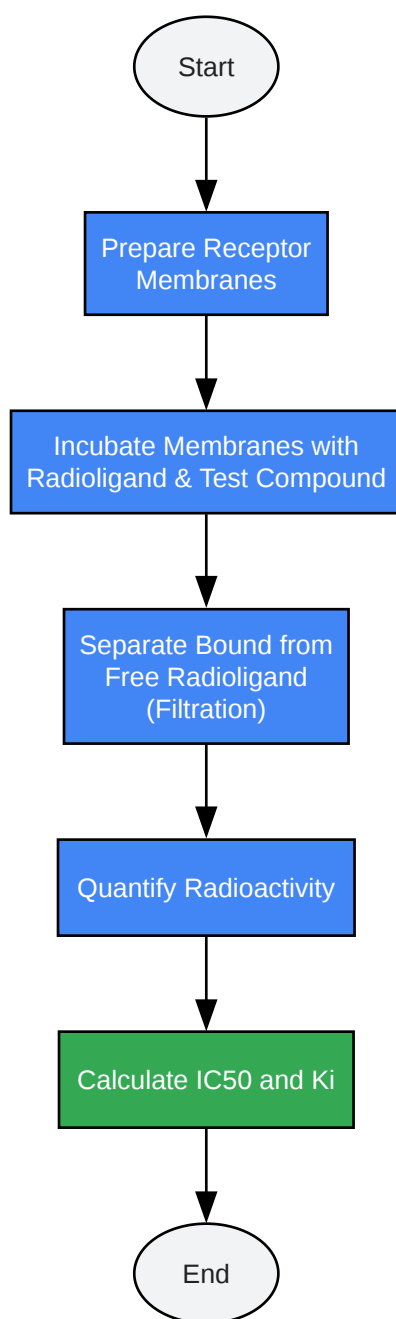 Start
Prepare Receptor
Membranes
Incubate Membranes with
Radioligand & Test Compound
Separate Bound from
Free Radioligand
(Filtration)
Quantify Radioactivity
Calculate IC50 and Ki
End